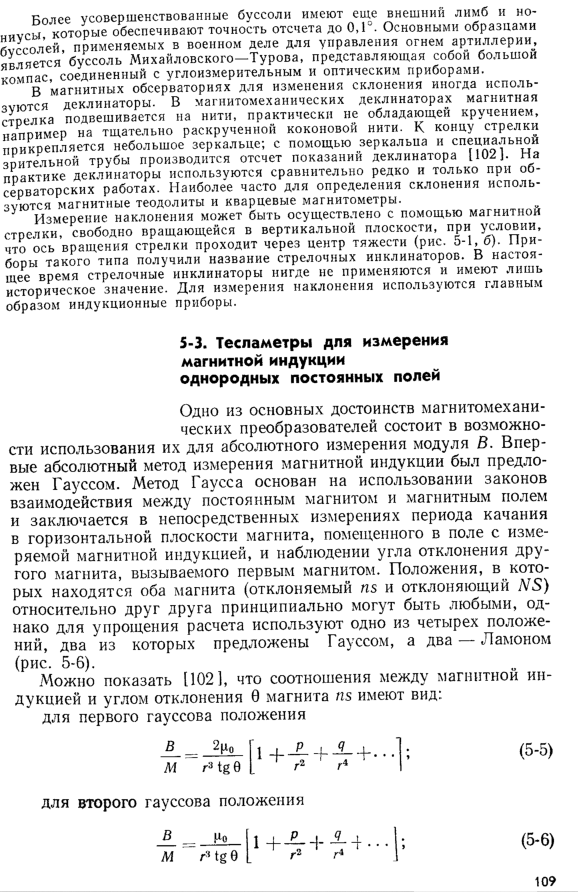 Более усовершенствованные буссоли имеют еще внешний лимб и но-
ниусы, которые обеспечивают точность отсчета до 0,1°. Основными образцами
буссолей, применяемых в военном деле для управления огнем артиллерии,
является буссоль Михайловского—Турова, представляющая собой большой
компас, соединенный с углоизмерительным и оптическим приборами.
В магнитных обсерваториях для изменения склонения иногда исполь-
зуются деклинаторы. В магнитомеханических деклинаторах магнитная
стрелка подвешивается на нити, практически не обладающей кручением,
например на тщательно раскрученной коконовой нити. К концу стрелки
прикрепляется небольшое зеркальце; с помощью зеркальца и специальной
зрительной трубы производится отсчет показаний деклинатора [102]. На
практике деклинаторы используются сравнительно редко и только при об-
серваторских работах. Наиболее часто для определения склонения исполь-
зуются магнитные теодолиты и кварцевые магнитометры.
Измерение наклонения может быть осуществлено с помощью магнитной
стрелки, свободно вращающейся в вертикальной плоскости, при условии,
что ось вращения стрелки проходит через центр тяжести (рис. 5-1, б). При-
боры такого типа получили название стрелочных инклинаторов. В настоя-
щее время стрелочные инклинаторы нигде не применяются и имеют лишь
историческое значение. Для измерения наклонения используются главным
образом индукционные приборы.
5-3. Тесламетры для измерения
магнитной индукции
однородных постоянных полей
Одно из основных достоинств магнитомехани-
ческих преобразователей состоит в возможно-
сти использования их для абсолютного измерения модуля B. Впер-
вые абсолютный метод измерения магнитной индукции был предло-
жен Гауссом. Метод Гаусса основан на использовании законов
взаимодействия между постоянным магнитом и магнитным полем
и заключается в непосредственных измерениях периода качания
в горизонтальной плоскости магнита, помещенного в поле с изме-
ряемой магнитной индукцией, и наблюдении угла отклонения дру-
гого магнита, вызываемого первым магнитом. Положения, в кото-
рых находятся оба магнита (отклоняемый ns и отклоняющий NS)
относительно друг друга принципиально могут быть любыми, од-
нако для упрощения расчета используют одно из четырех положе-
ний, два из которых предложены Гауссом, а два — Ламоном
(рис. 5-6).
Можно показать [102], что соотношения между магнитной ин-
дукцией и углом отклонения θ магнита ns имеют вид:
для первого гауссова положения
B/M = 2μ₀/(r³ tg θ) [1 + p/r² + q/r⁴ + ...]; (5-5)
для второго гауссова положения
B/M = μ₀/(r³ tg θ) [1 + p/r² + q/r⁴ + ...]; (5-6)
109